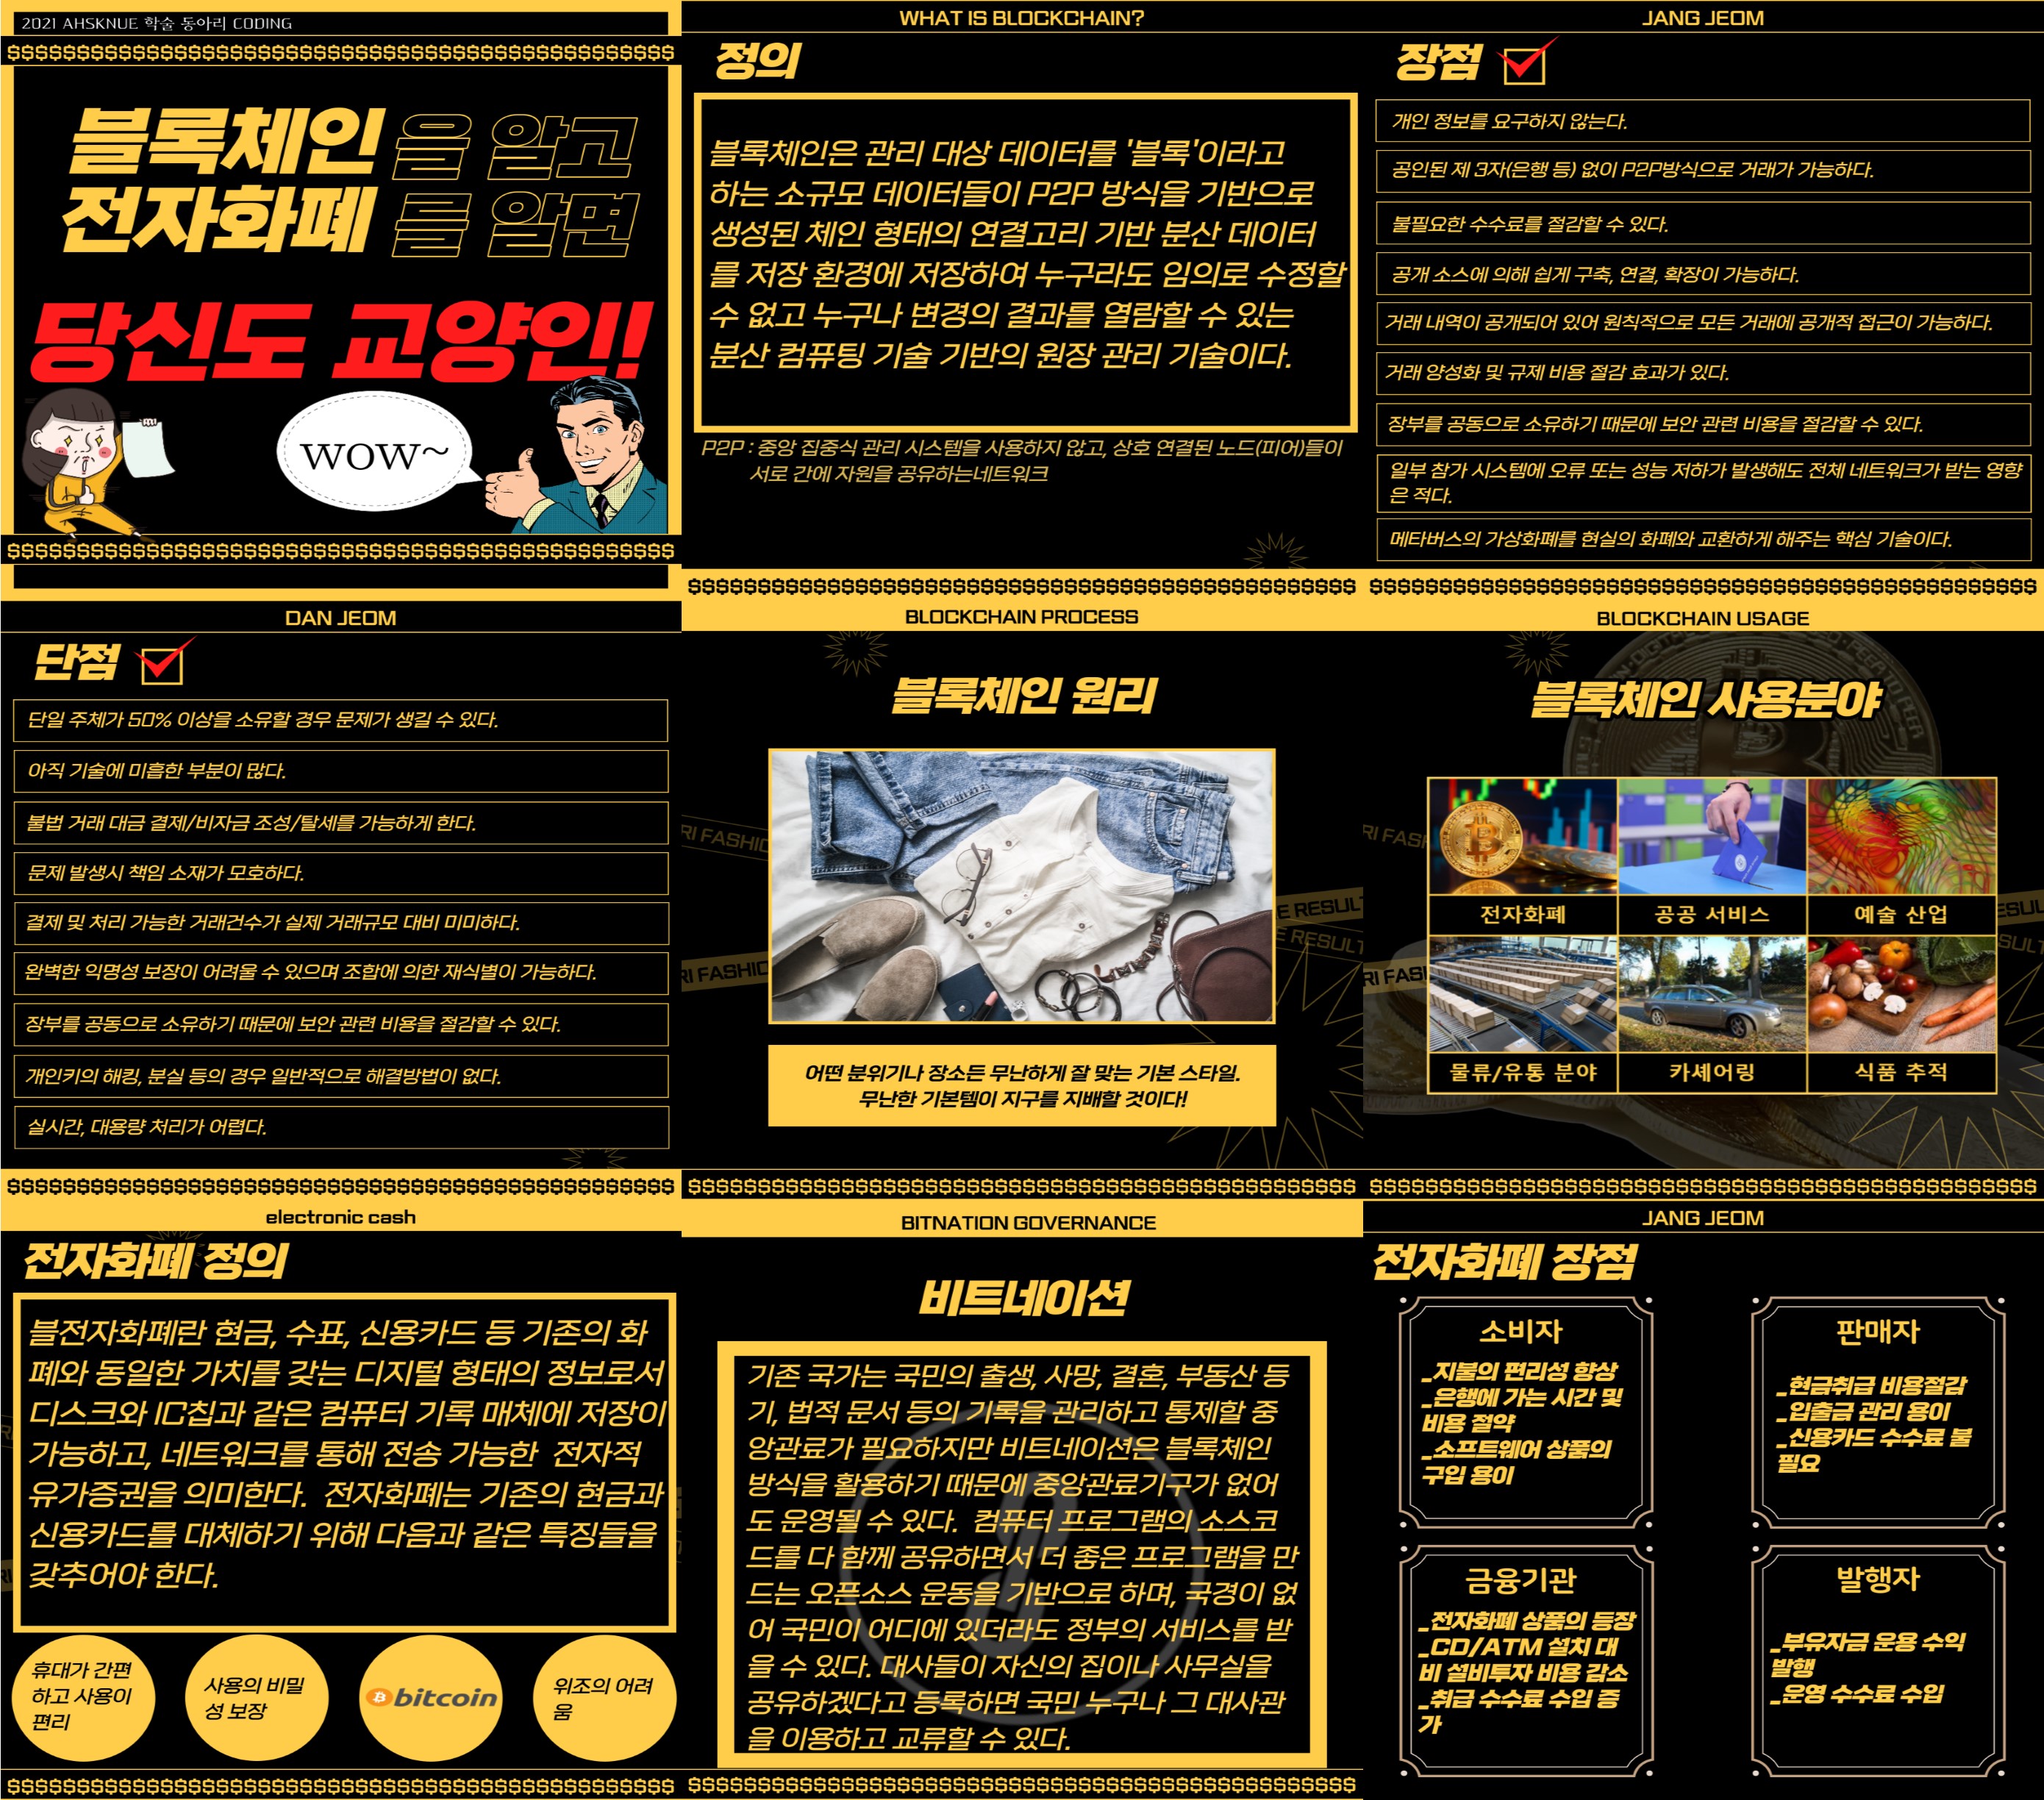 2021 AHSKNUE 학술 동아리 CODING
$$$$$$$$$$$$$$$$$$$$$$$$$$$$$$$$$$$$$$$$$$$$$$$$
블록체인을 알고
전자화폐를 알면
당신도 교양인!
WOW~
$$$$$$$$$$$$$$$$$$$$$$$$$$$$$$$$$$$$$$$$$$$$$$$$
WHAT IS BLOCKCHAIN?
정의
블록체인은 관리 대상 데이터를 '블록'이라고
하는 소규모 데이터들이 P2P 방식을 기반으로
생성된 체인 형태의 연결고리 기반 분산 데이터
를 저장 환경에 저장하여 누구라도 임의로 수정할
수 없고 누구나 변경의 결과를 열람할 수 있는
분산 컴퓨팅 기술 기반의 원장 관리 기술이다.
P2P : 중앙 집중식 관리 시스템을 사용하지 않고, 상호 연결된 노드(피어)들이
서로 간에 자원을 공유하는네트워크
$$$$$$$$$$$$$$$$$$$$$$$$$$$$$$$$$$$$$$$$$$$$$$$$
JANG JEOM
장점
개인 정보를 요구하지 않는다.
공인된 제 3자(은행 등) 없이 P2P방식으로 거래가 가능하다.
불필요한 수수료를 절감할 수 있다.
공개 소스에 의해 쉽게 구축, 연결, 확장이 가능하다.
거래 내역이 공개되어 있어 원칙적으로 모든 거래에 공개적 접근이 가능하다.
거래 양성화 및 규제 비용 절감 효과가 있다.
장부를 공동으로 소유하기 때문에 보안 관련 비용을 절감할 수 있다.
일부 참가 시스템에 오류 또는 성능 저하가 발생해도 전체 네트워크가 받는 영향
은 적다.
메타버스의 가상화폐를 현실의 화폐와 교환하게 해주는 핵심 기술이다.
$$$$$$$$$$$$$$$$$$$$$$$$$$$$$$$$$$$$$$$$$$$$$$$$
DAN JEOM
단점
단일 주체가 50% 이상을 소유할 경우 문제가 생길 수 있다.
아직 기술에 미흡한 부분이 많다.
불법 거래 대금 결제/비자금 조성/탈세를 가능하게 한다.
문제 발생시 책임 소재가 모호하다.
결제 및 처리 가능한 거래건수가 실제 거래규모 대비 미미하다.
완벽한 익명성 보장이 어려울 수 있으며 조합에 의한 재식별이 가능하다.
장부를 공동으로 소유하기 때문에 보안 관련 비용을 절감할 수 있다.
개인키의 해킹, 분실 등의 경우 일반적으로 해결방법이 없다.
실시간, 대용량 처리가 어렵다.
$$$$$$$$$$$$$$$$$$$$$$$$$$$$$$$$$$$$$$$$$$$$$$$$
BLOCKCHAIN PROCESS
블록체인 원리
RI FASHIO
E RESULT
E RESULT
RI FASHIO
어떤 분위기나 장소든 무난하게 잘 맞는 기본 스타일.
무난한 기본템이 지구를 지배할 것이다!
$$$$$$$$$$$$$$$$$$$$$$$$$$$$$$$$$$$$$$$$$$$$$$$$
BLOCKCHAIN USAGE
블록체인 사용분야
RI FAS
ESUL
SULT
RI FASI
전자화폐
공공 서비스
예술 산업
물류/유통 분야
카셰어링
식품 추적
$$$$$$$$$$$$$$$$$$$$$$$$$$$$$$$$$$$$$$$$$$$$$$$$
electronic cash
전자화폐 정의
블전자화폐란 현금, 수표, 신용카드 등 기존의 화
폐와 동일한 가치를 갖는 디지털 형태의 정보로서
디스크와 IC칩과 같은 컴퓨터 기록 매체에 저장이
가능하고, 네트워크를 통해 전송 가능한 전자적
유가증권을 의미한다. 전자화폐는 기존의 현금과
신용카드를 대체하기 위해 다음과 같은 특징들을
갖추어야 한다.
휴대가 간편
하고 사용이
편리
사용의 비밀
성 보장
bitcoin
위조의 어려
움
$$$$$$$$$$$$$$$$$$$$$$$$$$$$$$$$$$$$$$$$$$$$$$$$
BITNATION GOVERNANCE
비트네이션
기존 국가는 국민의 출생, 사망, 결혼, 부동산 등
기, 법적 문서 등의 기록을 관리하고 통제할 중
앙관료가 필요하지만 비트네이션은 블록체인
방식을 활용하기 때문에 중앙관료기구가 없어
도 운영될 수 있다. 컴퓨터 프로그램의 소스코
드를 다 함께 공유하면서 더 좋은 프로그램을 만
드는 오픈소스 운동을 기반으로 하며, 국경이 없
어 국민이 어디에 있더라도 정부의 서비스를 받
을 수 있다. 대사들이 자신의 집이나 사무실을
공유하겠다고 등록하면 국민 누구나 그 대사관
을 이용하고 교류할 수 있다.
$$$$$$$$$$$$$$$$$$$$$$$$$$$$$$$$$$$$$$$$$$$$$$$$
JANG JEOM
전자화폐 장점
소비자
_지불의 편리성 향상
_은행에 가는 시간 및
비용 절약
_소프트웨어 상품의
구입 용이
판매자
_현금취급 비용절감
_입출금 관리 용이
_신용카드 수수료 불
필요
금융기관
_전자화폐 상품의 등장
_CD/ATM 설치 대
비 설비투자 비용 감소
_취급 수수료 수입 증
가
발행자
_부유자금 운용 수익
발행
_운영 수수료 수입